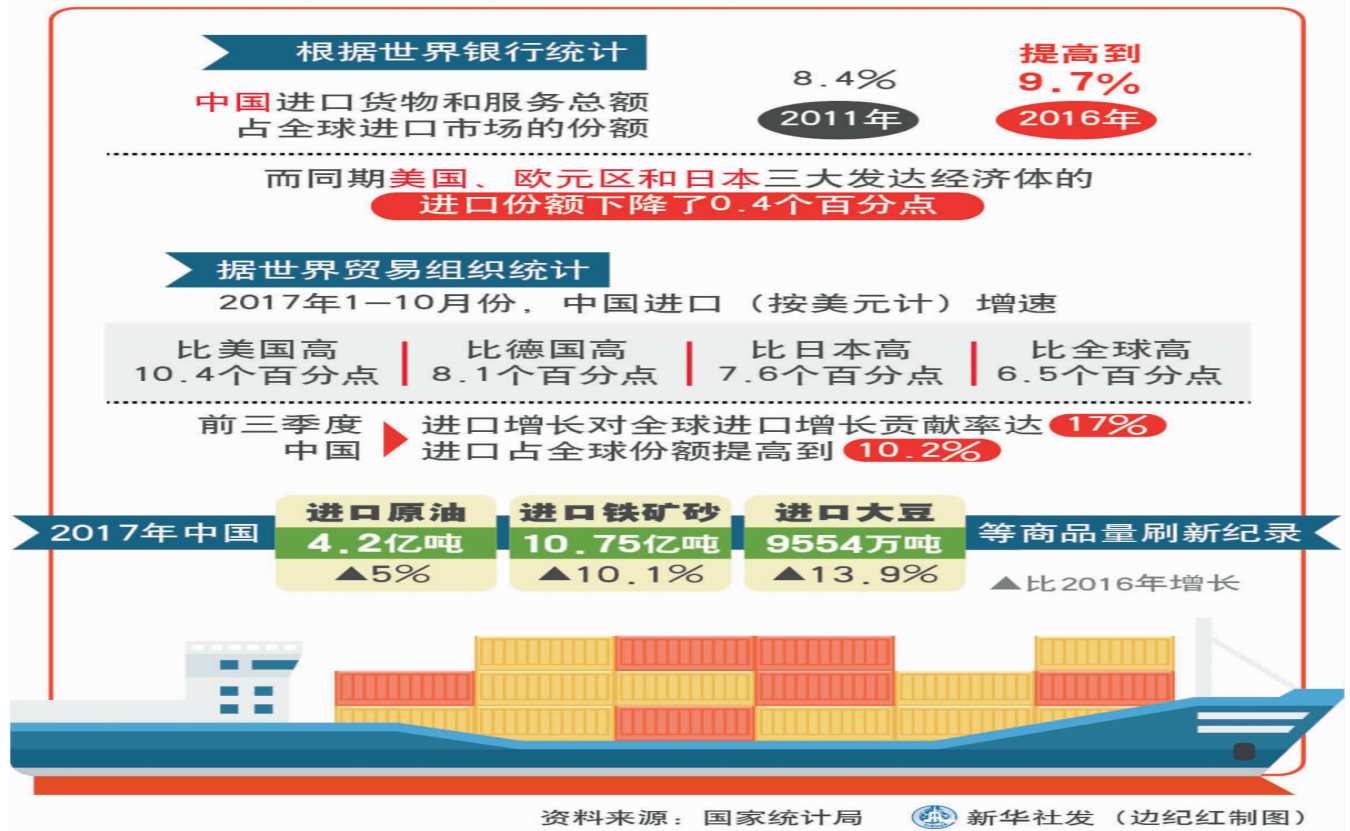 根据世界银行统计
中国进口货物和服务总额
占全球进口市场的份额
8.4%
2011年
提高到
9.7%
2016年
而同期美国、欧元区和日本三大发达经济体的
进口份额下降了0.4个百分点
据世界贸易组织统计
2017年1—10月份，中国进口（按美元计）增速
比美国高
10.4个百分点
比德国高
8.1个百分点
比日本高
7.6个百分点
比全球高
6.5个百分点
前三季度
中国
进口增长对全球进口增长贡献率达 17%
进口占全球份额提高到 10.2%
2017年中国
进口原油
4.2亿吨
▲5%
进口铁矿砂
10.75亿吨
▲10.1%
进口大豆
9554万吨
▲13.9%
等商品量刷新纪录
▲比2016年增长
资料来源：国家统计局 新华社发（边纪红制图）